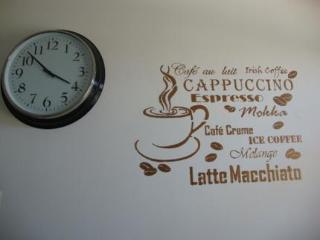 Café au lait Irish Coffee
CAPPUCCINO
Espresso
Mokka
Café Creme
ICE COFFEE
Melange
Latte Macchiato